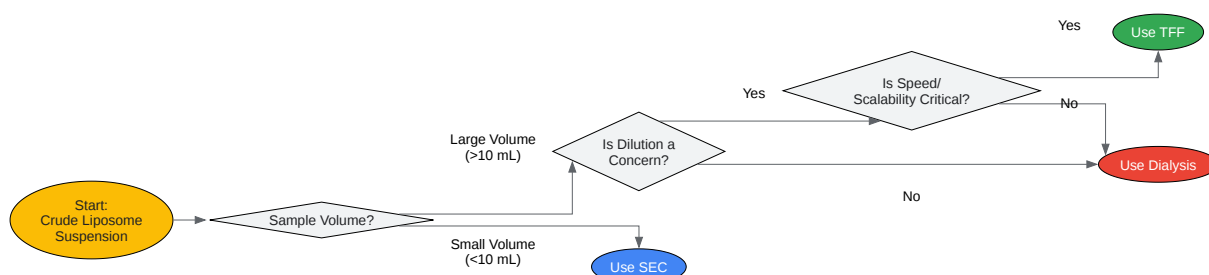 Start:
Crude Liposome
Suspension
Sample Volume?
Large Volume
(>10 mL)
Small Volume
(<10 mL)
Use SEC
Is Dilution a
Concern?
Yes
No
Is Speed/
Scalability Critical?
Yes
No
Use TFF
Use Dialysis